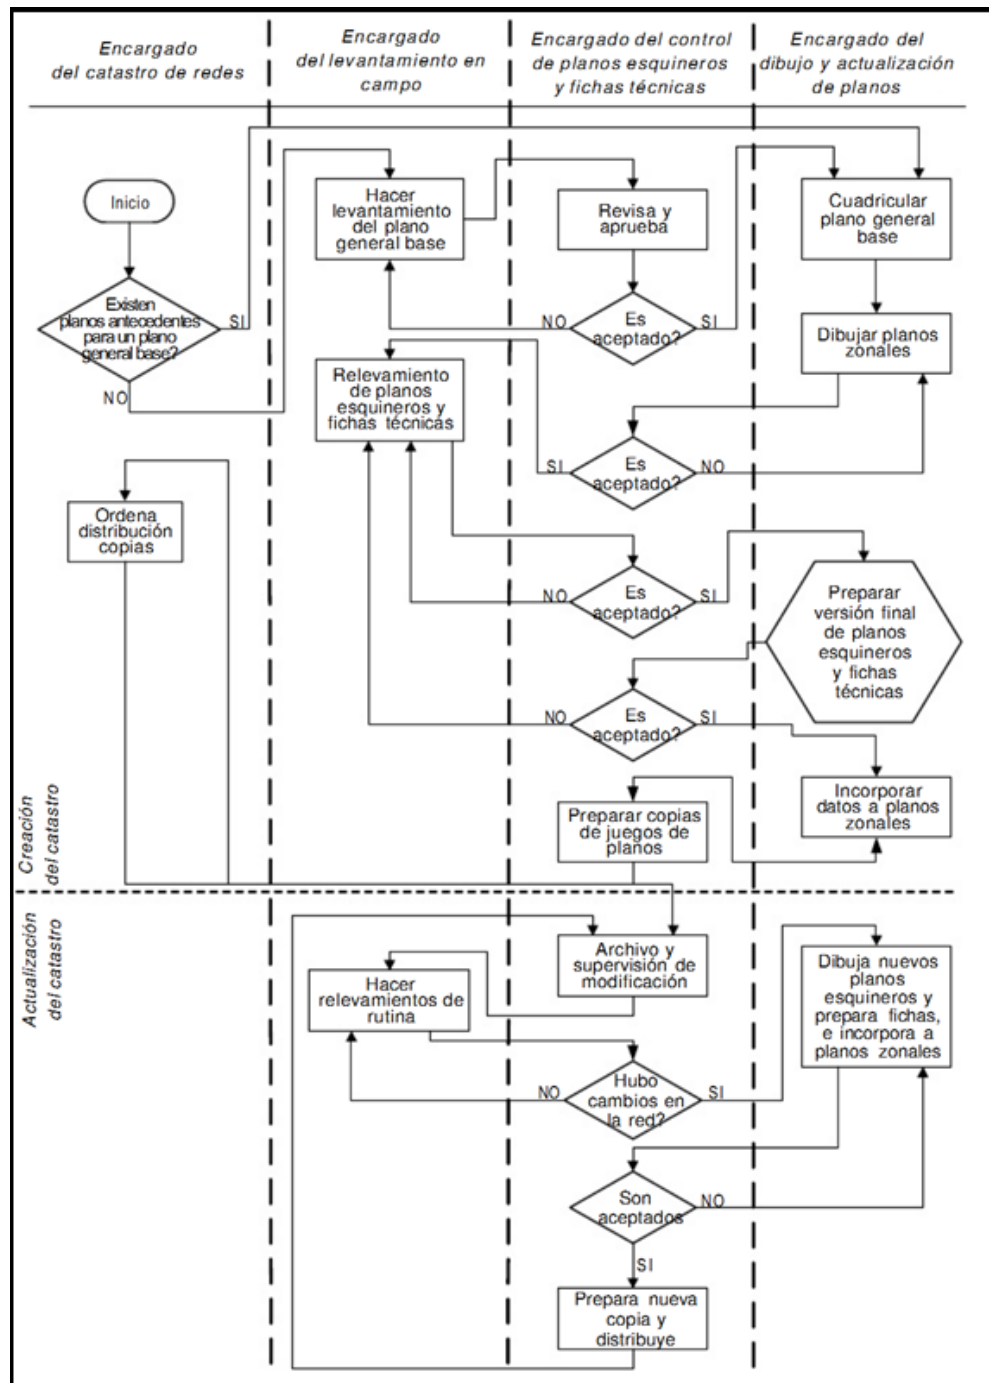 Encargado
del catastro de redes
Encargado
del levantamiento en
campo
Encargado del control
de planos esquineros
y fichas técnicas
Encargado del
dibujo y actualización
de planos
Inicio
Hacer
levantamiento
del plano
general base
Revisa y
aprueba
Cuadricular
plano general
base
Existen
planos antecedentes
para un plano
general base?
SI
NO
NO
Es
aceptado?
SI
Dibujar planos
zonales
Relevamiento
de planos
esquineros y
fichas técnicas
SI
Es
aceptado?
NO
Ordena
distribución
copias
NO
Es
aceptado?
SI
Preparar
versión final
de planos
esquineros
y fichas
técnicas
NO
Es
aceptado?
SI
Creación
del catastro
Preparar copias
de juegos de
planos
Incorporar
datos a planos
zonales
Actualización
del catastro
Archivo y
supervisión de
modificación
Hacer
relevamientos de
rutina
Dibuja nuevos
planos
esquineros y
prepara fichas,
e incorpora a
planos zonales
NO
Hubo
cambios en
la red?
SI
Son
aceptados
NO
SI
Prepara nueva
copia y
distribuye